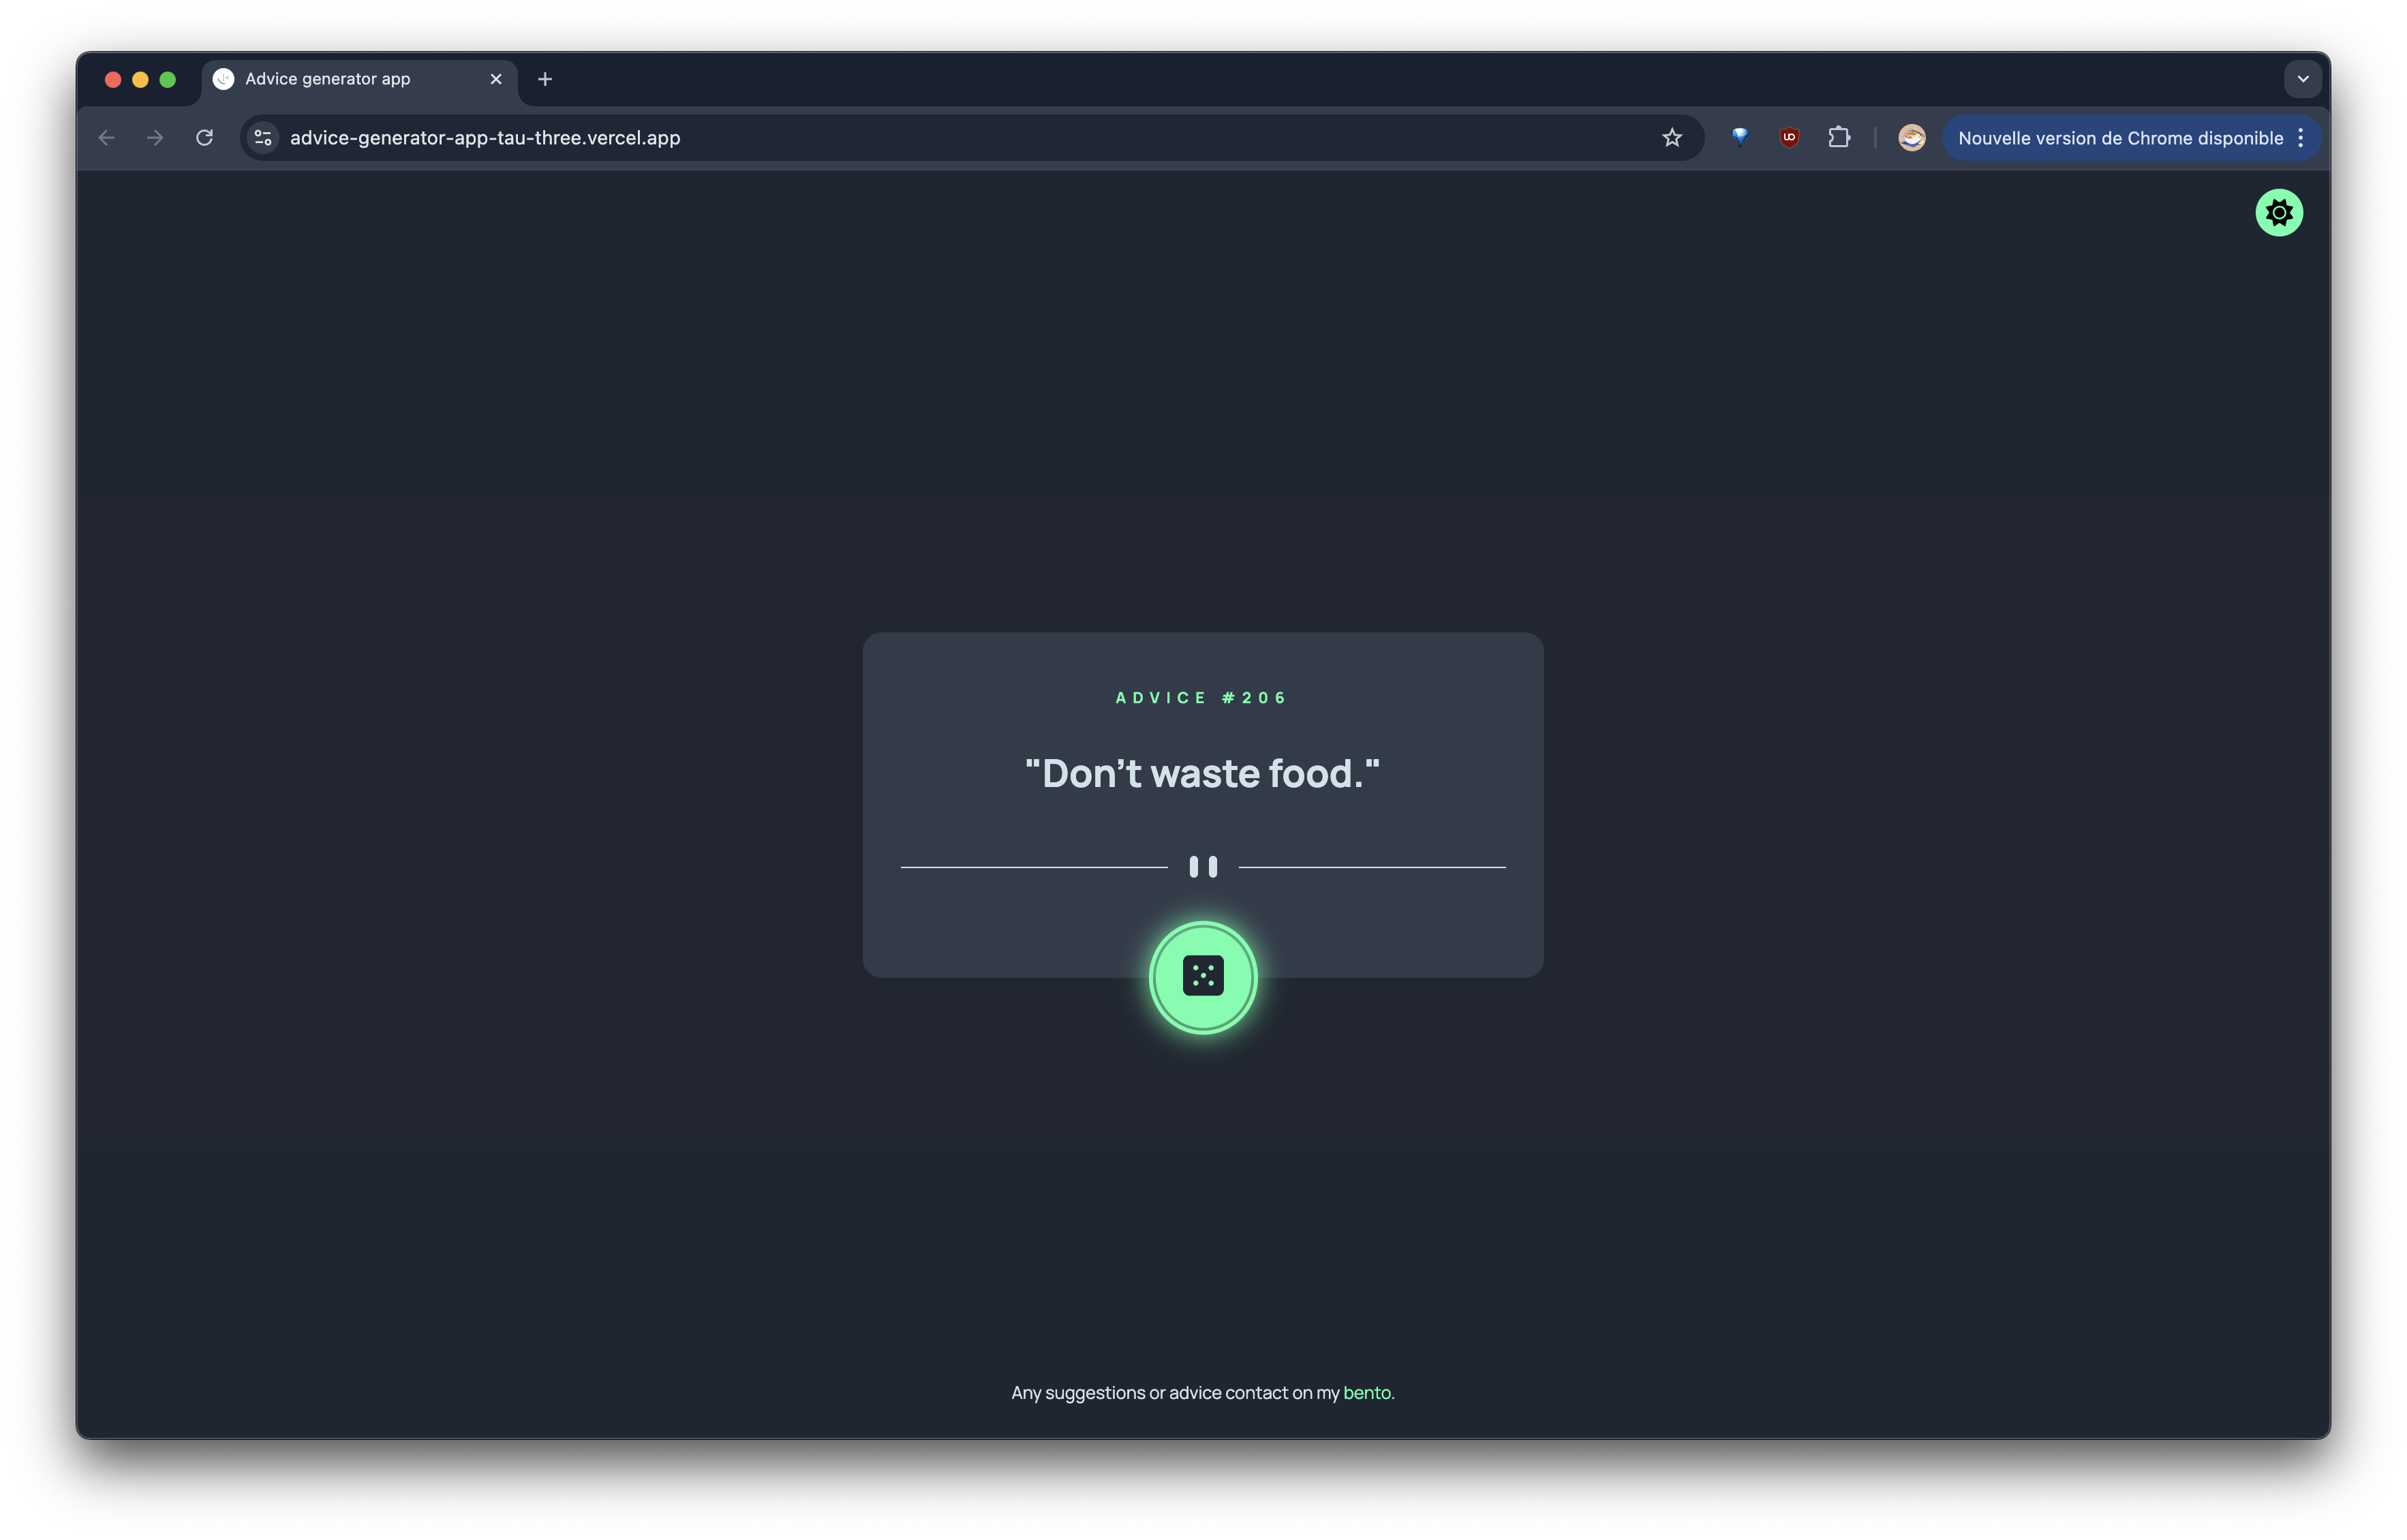 Advice generator app
advice-generator-app-tau-three.vercel.app
Nouvelle version de Chrome disponible
ADVICE #206
"Don't waste food."
Any suggestions or advice contact on my bento.